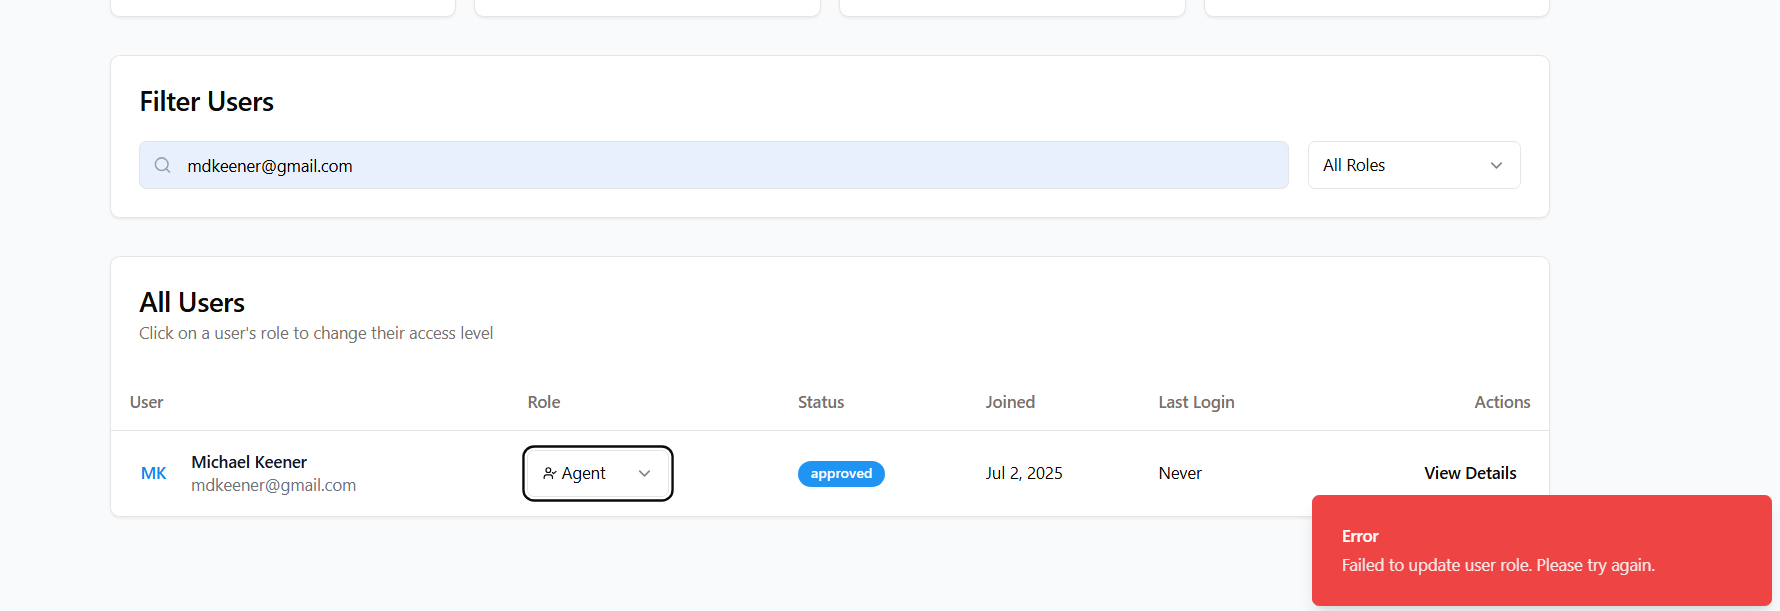 Filter Users
mdkeener@gmail.com
All Roles
All Users
Click on a user's role to change their access level
User Role Status Joined Last Login Actions
MK Michael Keener Agent approved Jul 2, 2025 Never View Details
mdkeener@gmail.com
Error
Failed to update user role. Please try again.